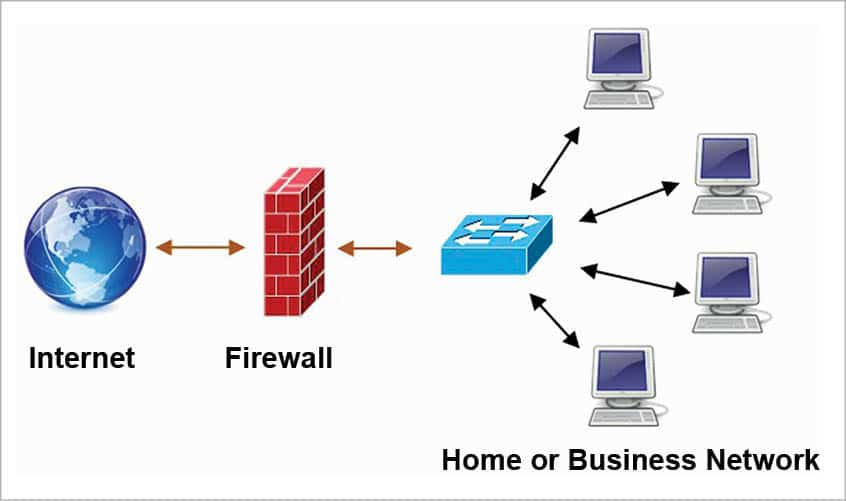 Internet
Firewall
Home or Business Network